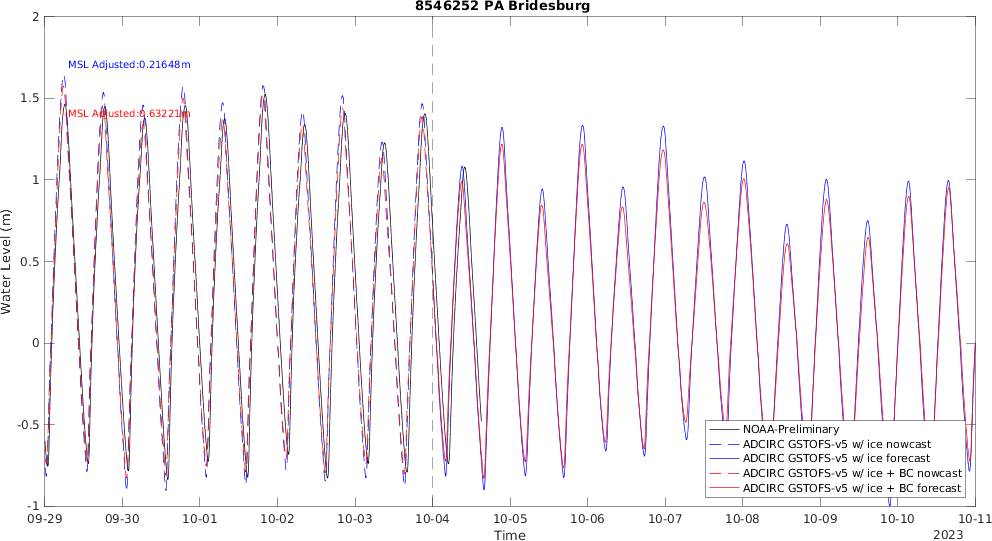 8546252 PA Bridesburg
2
1.5
1
0.5
0
-0.5
-1
Water Level (m)
MSL Adjusted:0.21648m
MSL Adjusted:0.63221m
NOAA-Preliminary
ADCIRC GSTOFS-v5 w/ ice nowcast
ADCIRC GSTOFS-v5 w/ ice forecast
ADCIRC GSTOFS-v5 w/ ice + BC nowcast
ADCIRC GSTOFS-v5 w/ ice + BC forecast
09-29 09-30 10-01 10-02 10-03 10-04 10-05 10-06 10-07 10-08 10-09 10-10 10-11
Time
2023